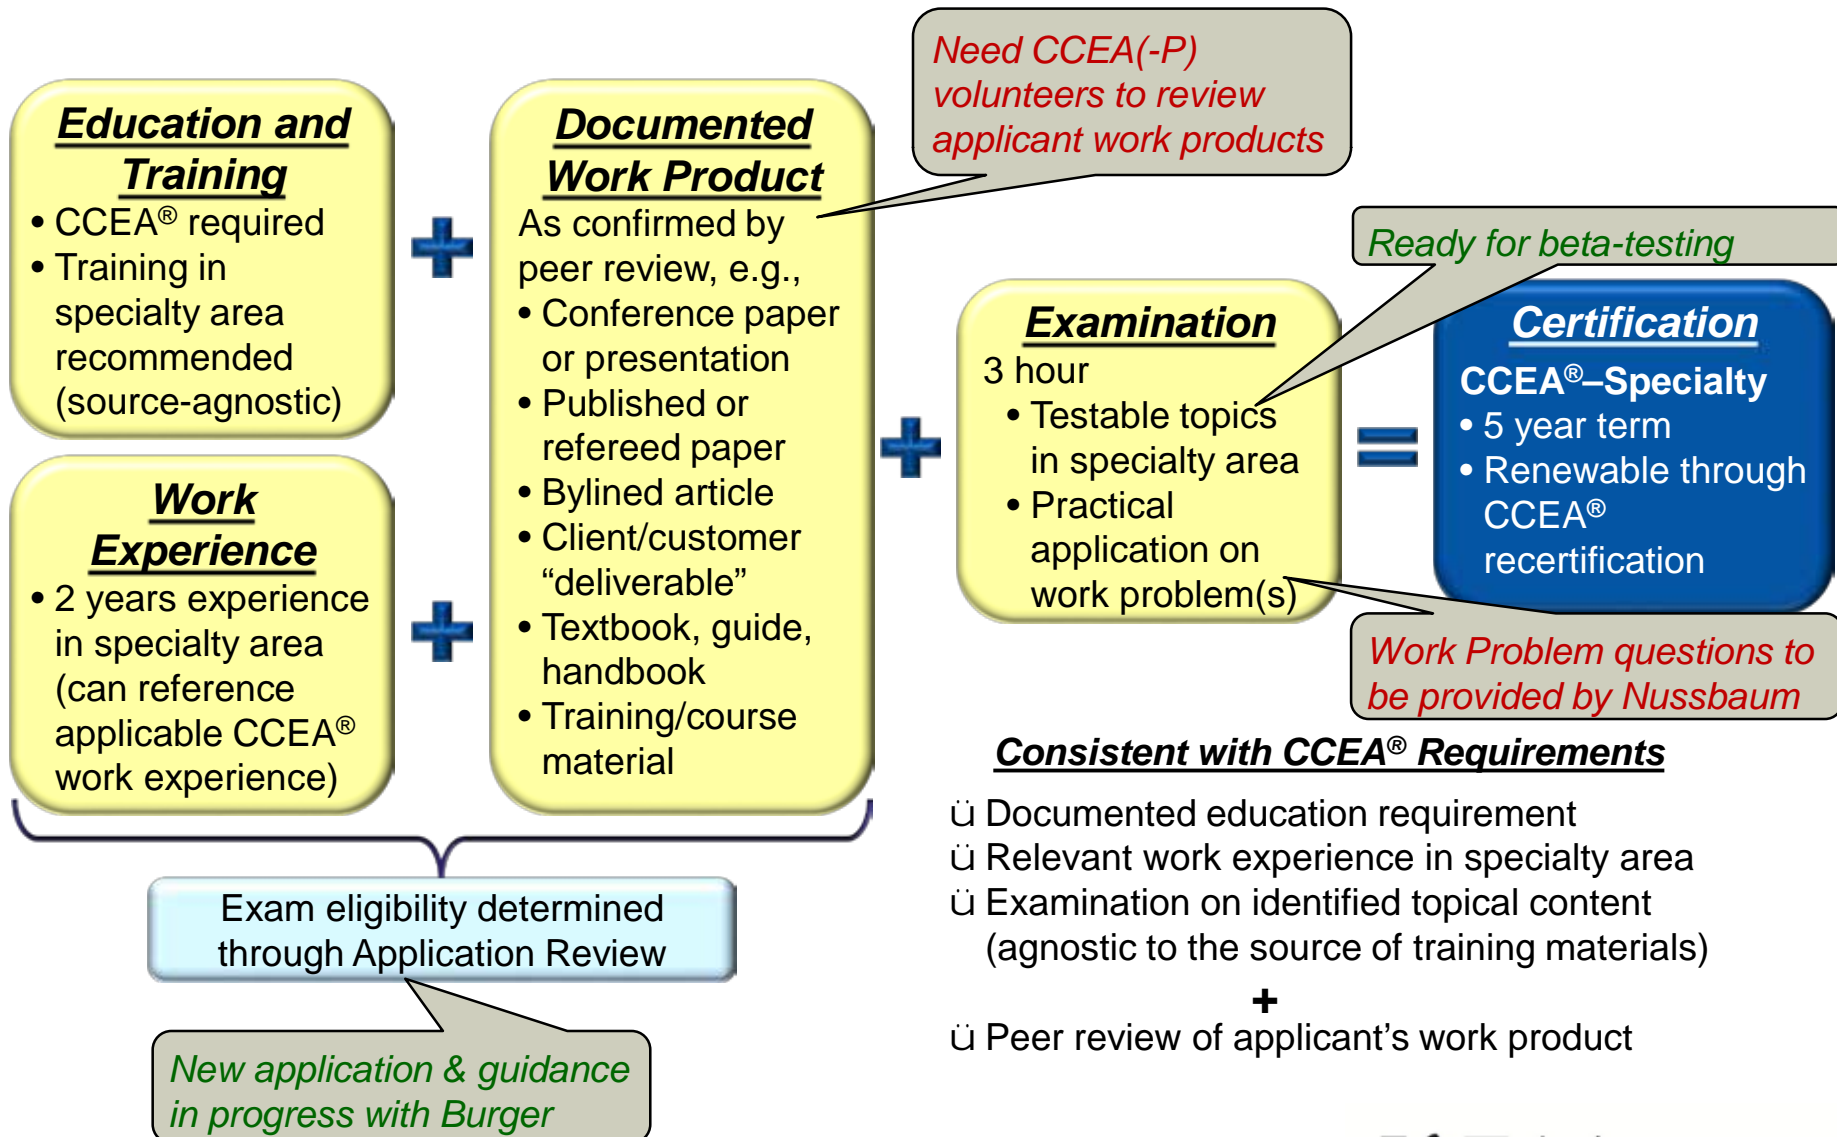 Need CCEA(-P)
volunteers to review
applicant work products
Education and
Training
• CCEA® required
• Training in
specialty area
recommended
(source-agnostic)
Work
Experience
• 2 years experience
in specialty area
(can reference
applicable CCEA®
work experience)
Documented
Work Product
As confirmed by
peer review, e.g.,
• Conference paper
or presentation
• Published or
refereed paper
• Bylined article
• Client/customer
“deliverable”
• Textbook, guide,
handbook
• Training/course
material
Ready for beta-testing
Examination
3 hour
• Testable topics
in specialty area
• Practical
application on
work problem(s)
Certification
CCEA®–Specialty
• 5 year term
• Renewable through
CCEA®
recertification
Work Problem questions to
be provided by Nussbaum
Exam eligibility determined
through Application Review
New application & guidance
in progress with Burger
Consistent with CCEA® Requirements
ü Documented education requirement
ü Relevant work experience in specialty area
ü Examination on identified topical content
(agnostic to the source of training materials)
+
ü Peer review of applicant’s work product